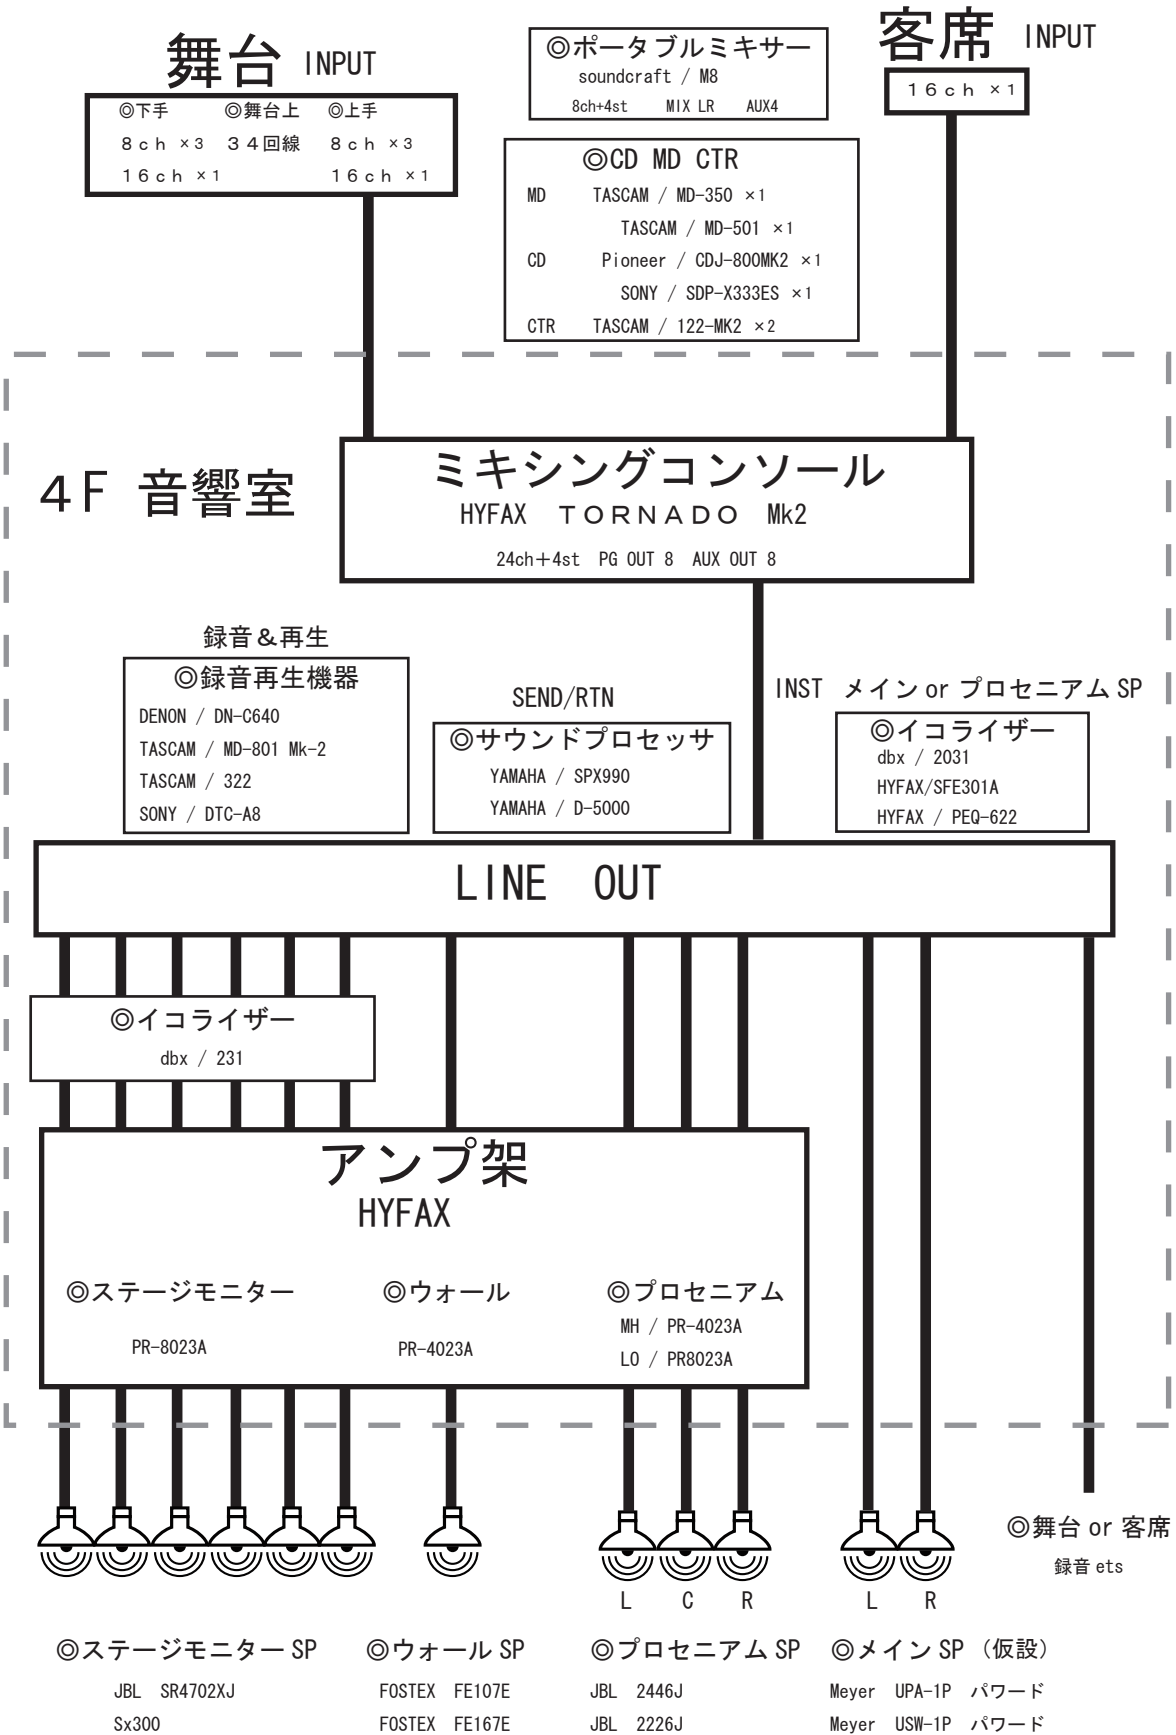 舞台 INPUT
◎下手 ◎舞台上 ◎上手
8ch ×3 34回線 8ch ×3
16ch ×1 16ch ×1
◎ポータブルミキサー
soundcraft / M8
8ch+4st MIX LR AUX4
客席 INPUT
16ch ×1
◎CD MD CTR
MD TASCAM / MD-350 ×1
TASCAM / MD-501 ×1
CD Pioneer / CDJ-800MK2 ×1
SONY / SDP-X333ES ×1
CTR TASCAM / 122-MK2 ×2
4F 音響室
ミキシングコンソール
HYFAX TORNADO Mk2
24ch+4st PG OUT 8 AUX OUT 8
録音&再生
◎録音再生機器
DENON / DN-C640
TASCAM / MD-801 Mk-2
TASCAM / 322
SONY / DTC-A8
SEND/RTN
◎サウンドプロセッサ
YAMAHA / SPX990
YAMAHA / D-5000
INST メイン or プロセニアム SP
◎イコライザー
dbx / 2031
HYFAX/SFE301A
HYFAX / PEQ-622
LINE OUT
◎イコライザー
dbx / 231
アンプ架
HYFAX
◎ステージモニター
PR-8023A
◎ウォール
PR-4023A
◎プロセニアム
MH / PR-4023A
LO / PR8023A
L C R
L R
◎舞台 or 客席
録音 ets
◎ステージモニター SP
JBL SR4702XJ
Sx300
◎ウォール SP
FOSTEX FE107E
FOSTEX FE167E
◎プロセニアム SP
JBL 2446J
JBL 2226J
◎メイン SP (仮設)
Meyer UPA-1P パワード
Meyer USW-1P パワード